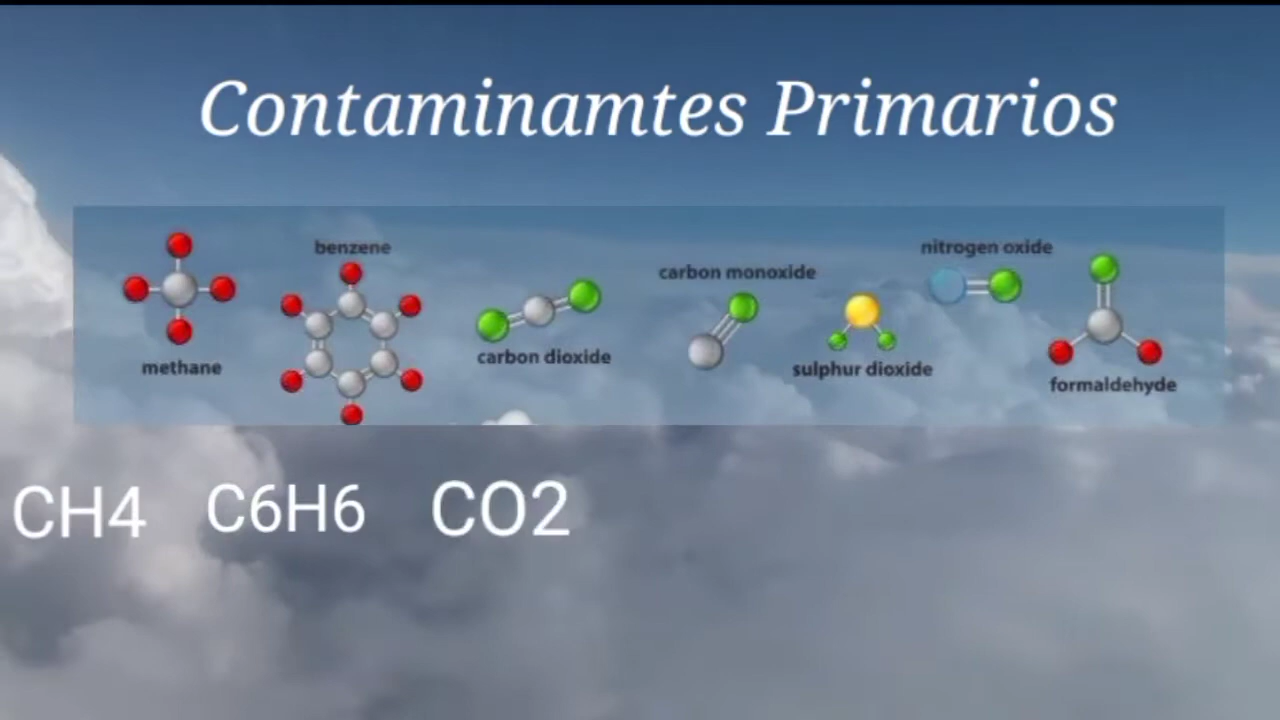 Contaminamtes Primarios
methane
benzene
carbon dioxide
carbon monoxide
sulphur dioxide
nitrogen oxide
formaldehyde
CH4 C6H6 CO2